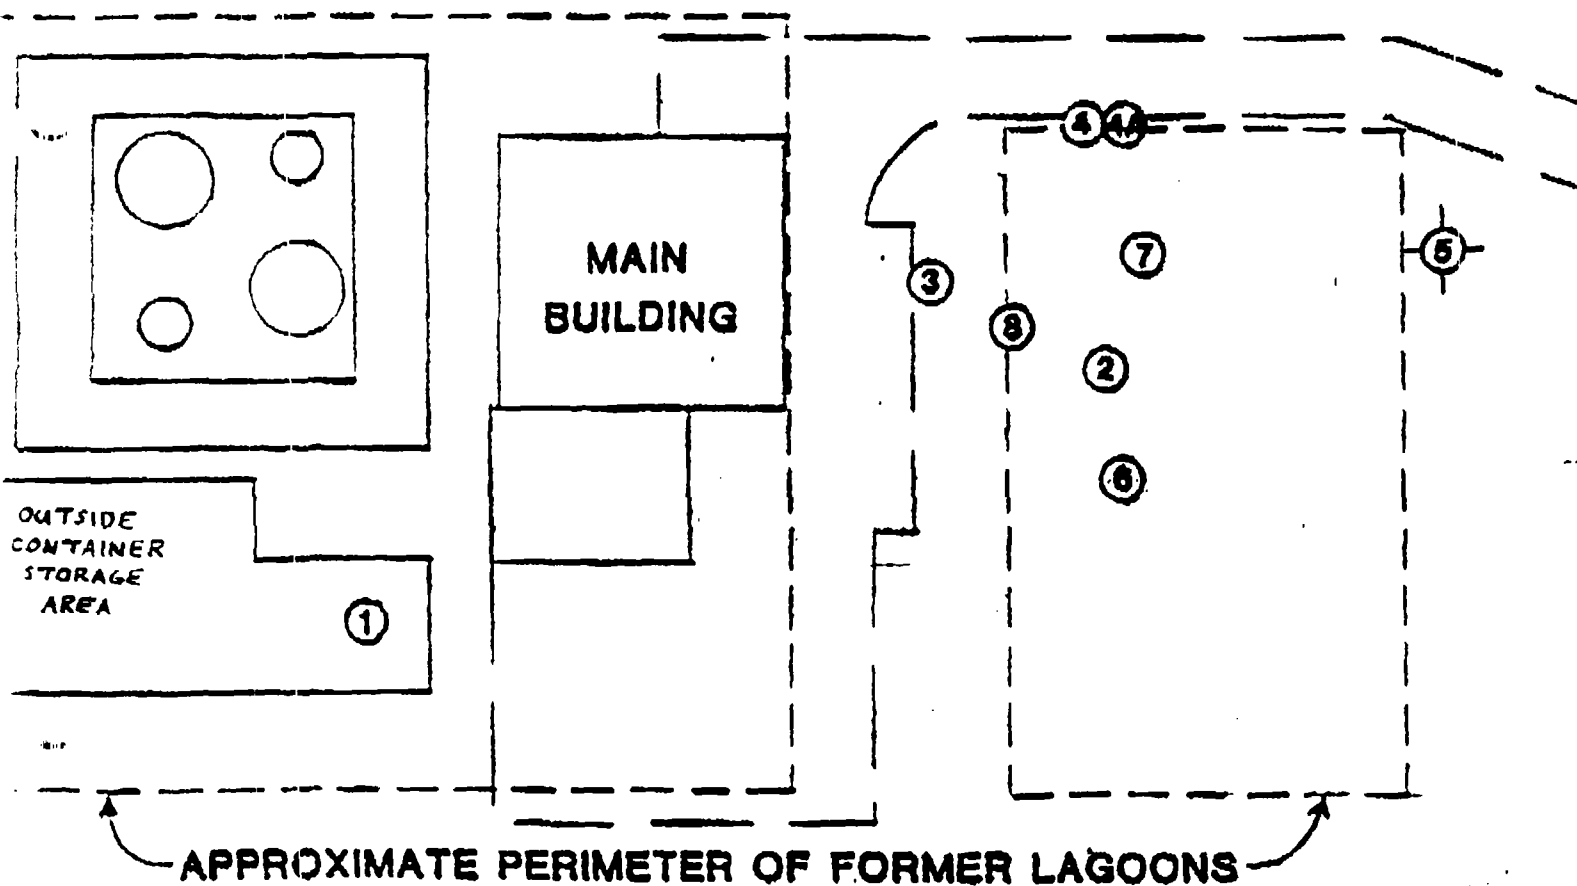 4
4A
MAIN
BUILDING
7
5
3
8
2
6
OUTSIDE
CONTAINER
STORAGE
AREA
1
APPROXIMATE PERIMETER OF FORMER LAGOONS